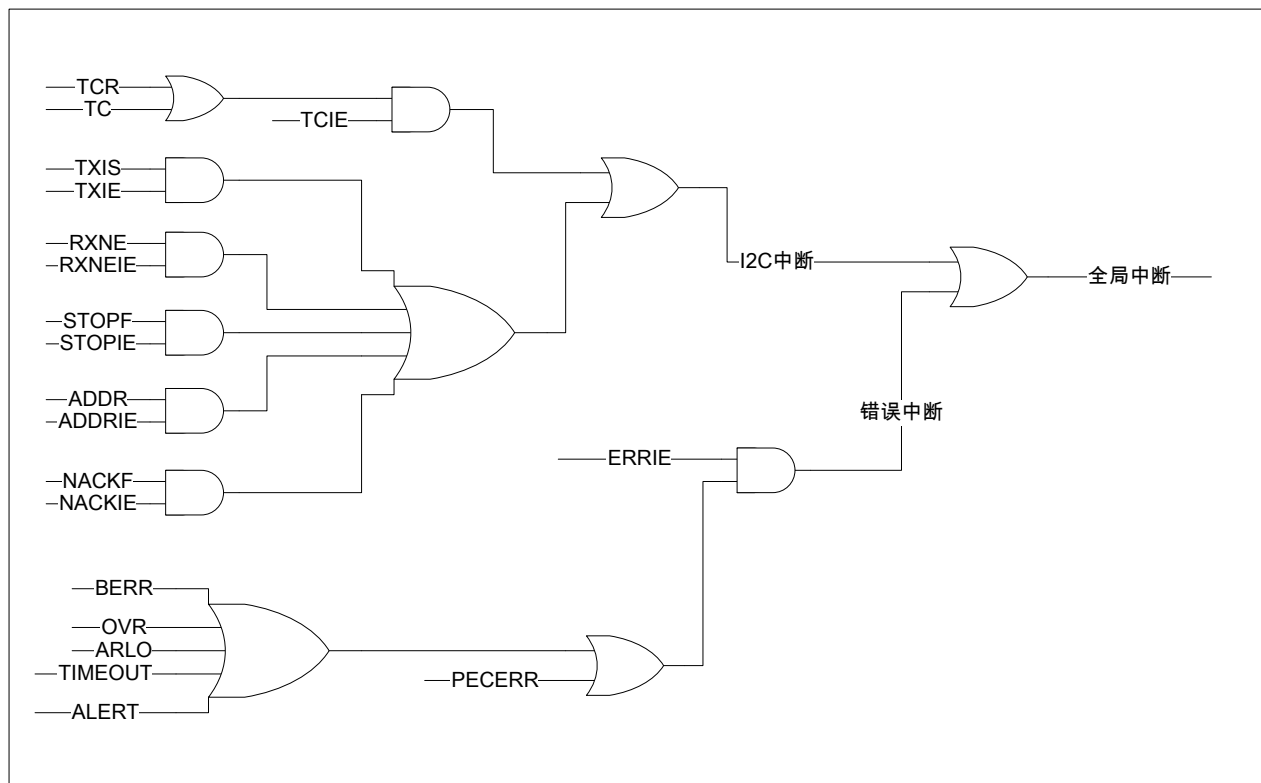 TCR
TC
TCIE
TXIS
TXIE
RXNE
RXNEIE
I2C中断
全局中断
STOPF
STOPIE
ADDR
ADDRIE
错误中断
ERRIE
NACKF
NACKIE
BERR
OVR
ARLO
TIMEOUT
PECERR
ALERT